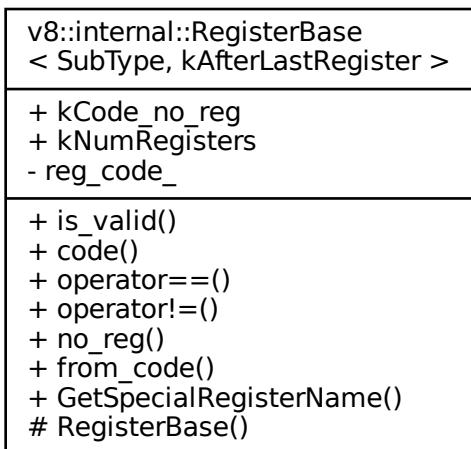 v8::internal::RegisterBase
< SubType, kAfterLastRegister >
+ kCode_no_reg
+ kNumRegisters
- reg_code_
+ is_valid()
+ code()
+ operator==()
+ operator!=()
+ no_reg()
+ from_code()
+ GetSpecialRegisterName()
# RegisterBase()